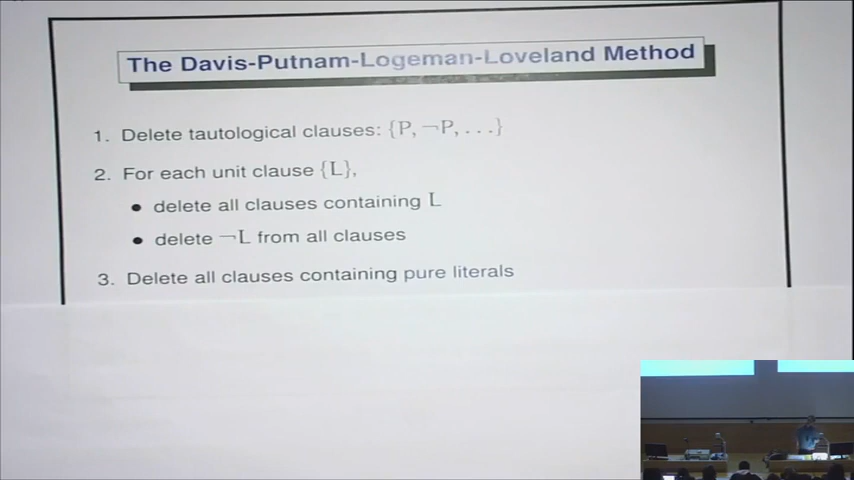 The Davis-Putnam-Logeman-Loveland Method
1. Delete tautological clauses: {P, ¬P, ...}
2. For each unit clause {L},
• delete all clauses containing L
• delete ¬L from all clauses
3. Delete all clauses containing pure literals